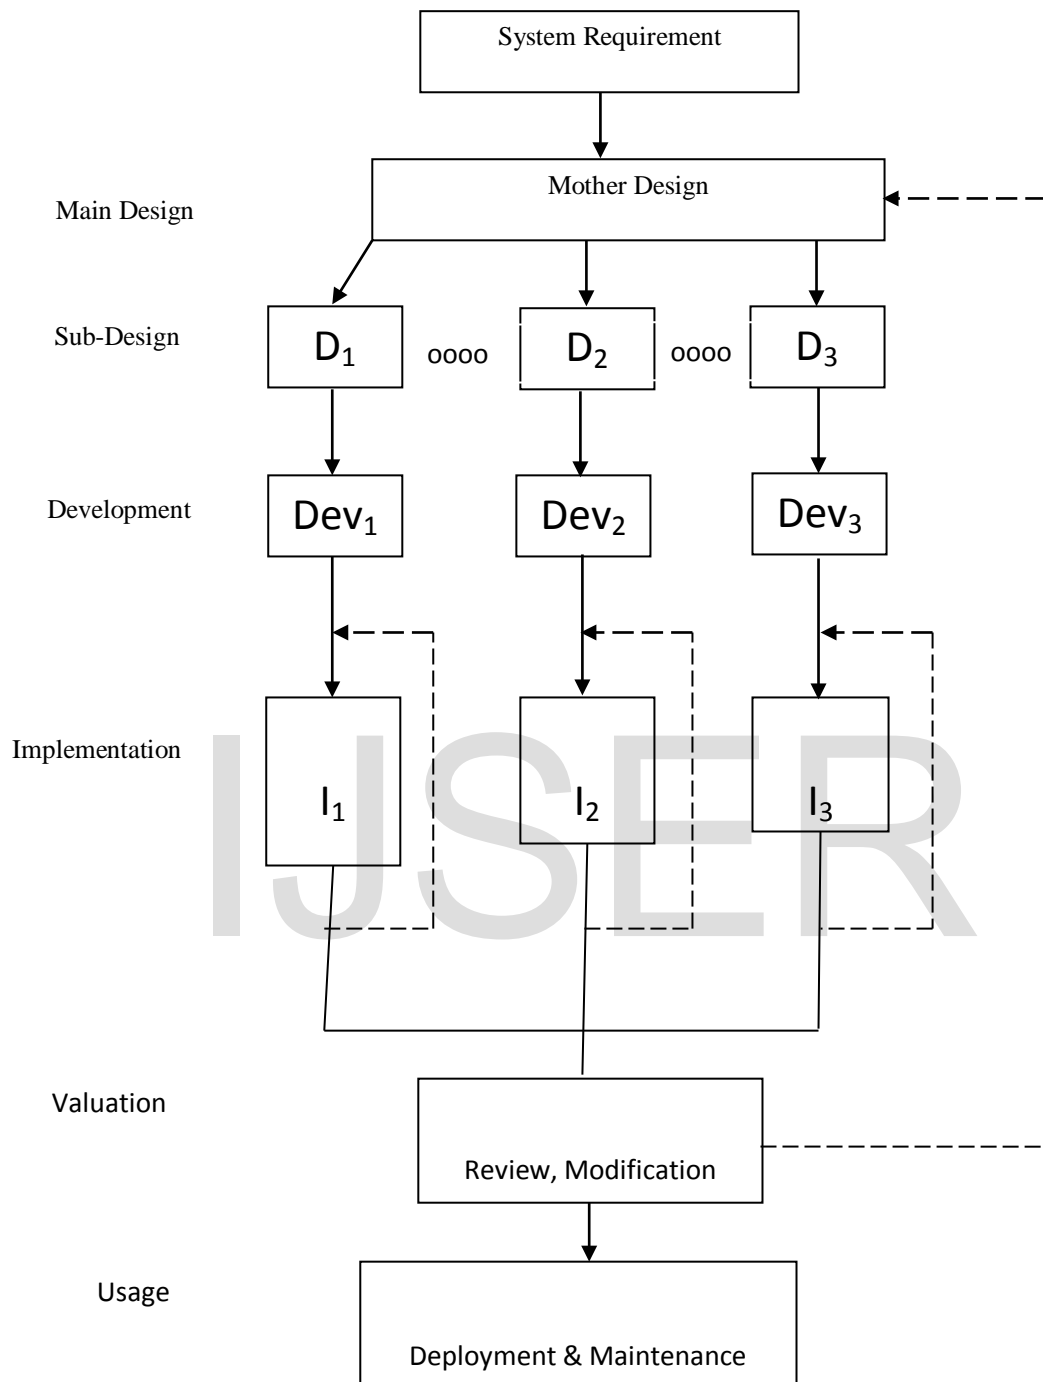 System Requirement
Mother Design
Main Design
Sub-Design
D₁ oooo D₂ oooo D₃
Development
Dev₁ Dev₂ Dev₃
Implementation
I₁ I₂ I₃
IJSER
Valuation
Review, Modification
Usage
Deployment & Maintenance